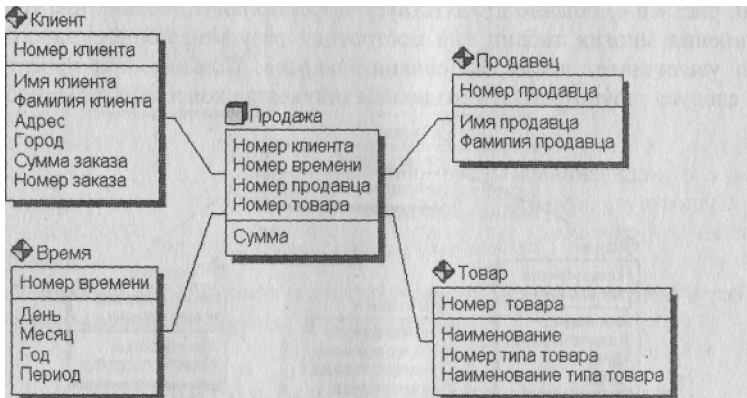 Клиент
Номер клиента
Имя клиента
Фамилия клиента
Адрес
Город
Сумма заказа
Номер заказа
Продажа
Номер клиента
Номер времени
Номер продавца
Номер товара
Сумма
Продавец
Номер продавца
Имя продавца
Фамилия продавца
Время
Номер времени
День
Месяц
Год
Период
Товар
Номер товара
Наименование
Номер типа товара
Наименование типа товара